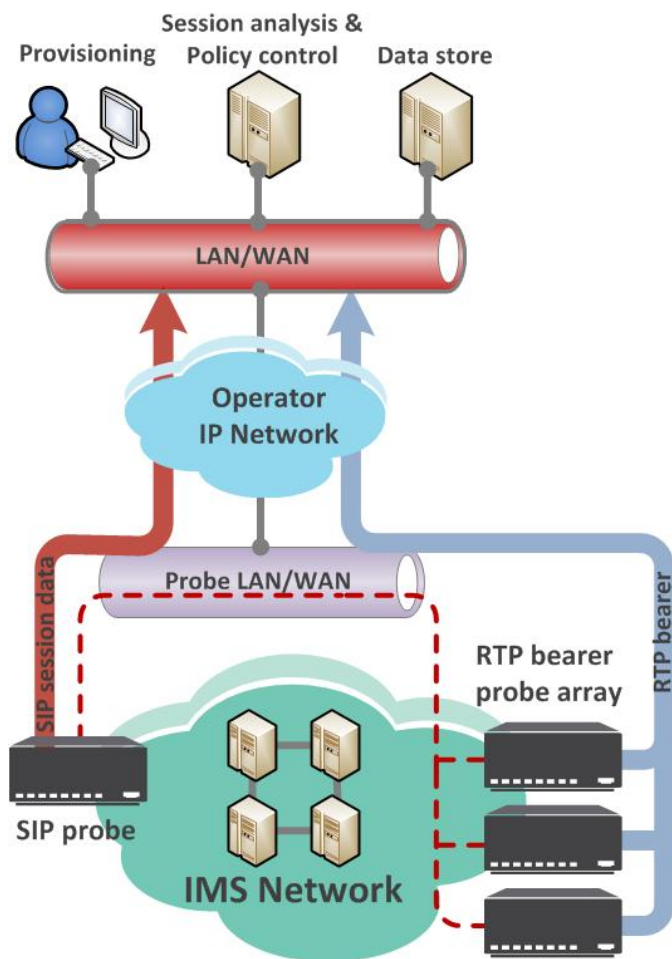 Session analysis &
Policy control
Provisioning
Data store
LAN/WAN
Operator
IP Network
Probe LAN/WAN
SIP session data
RTP bearer
RTP bearer
probe array
SIP probe
IMS Network